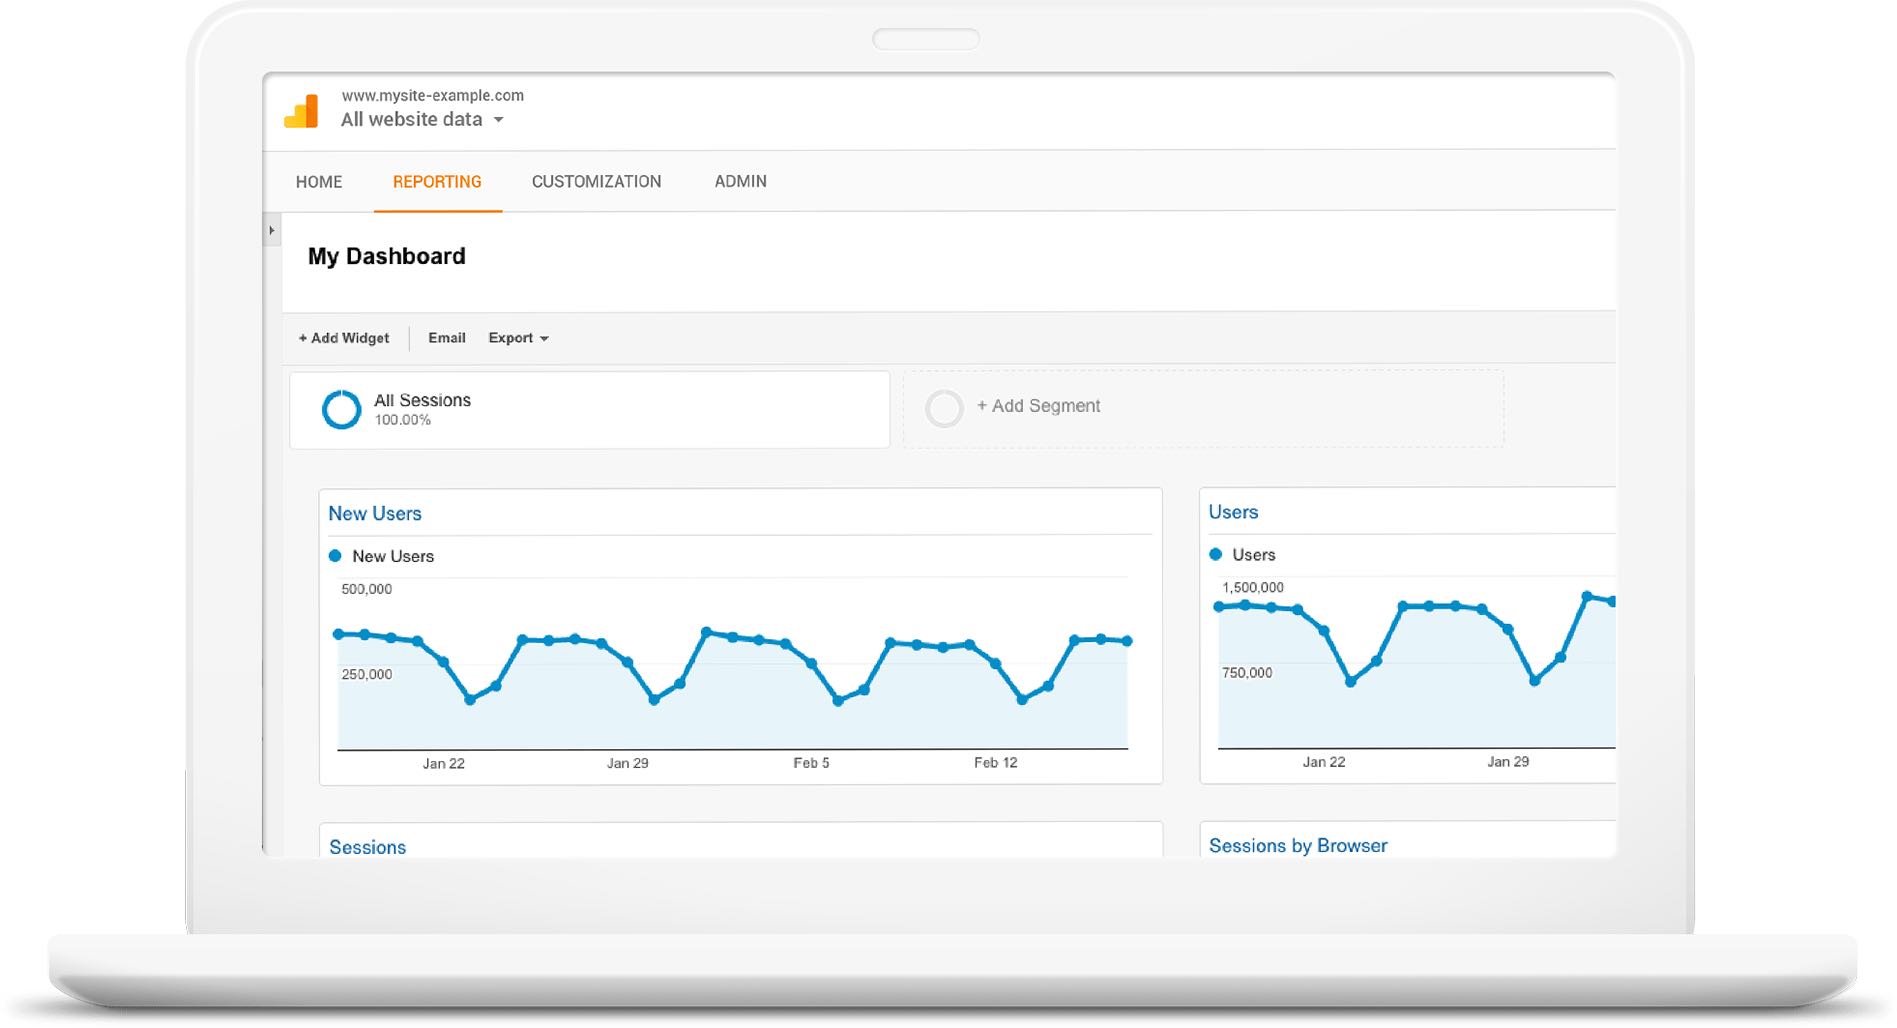 www.mysite-example.com
All website data
HOME REPORTING CUSTOMIZATION ADMIN
My Dashboard
+ Add Widget Email Export
All Sessions
100.00%
+ Add Segment
New Users
New Users
500,000
250,000
Jan 22 Jan 29 Feb 5 Feb 12
Users
Users
1,500,000
750,000
Jan 22 Jan 29
Sessions
Sessions by Browser